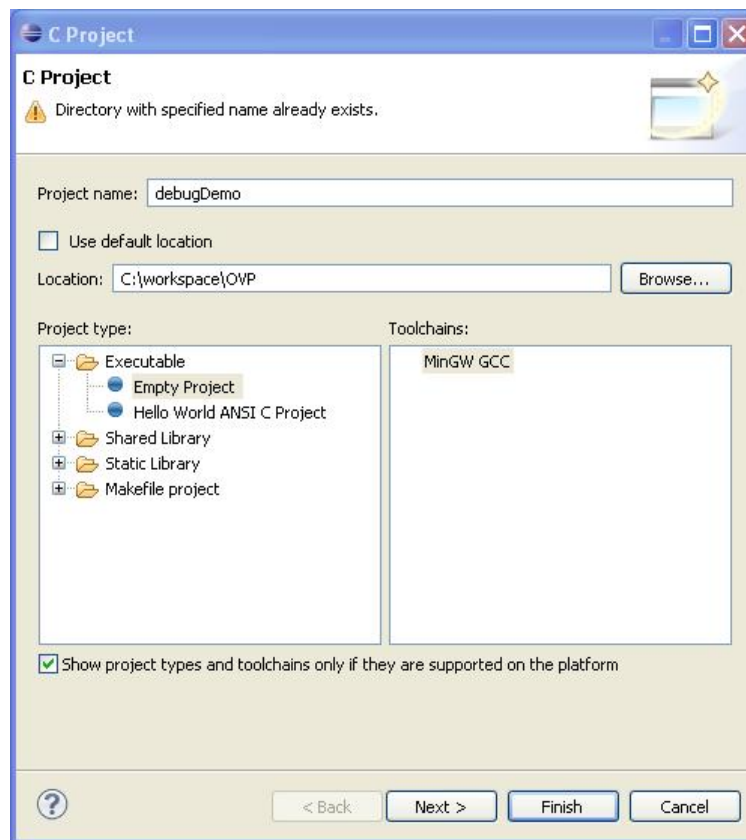 C Project
C Project
Directory with specified name already exists.
Project name: debugDemo
Use default location
Location: C:\workspace\OVP Browse...
Project type: Toolchains:
Executable MinGW GCC
Empty Project
Hello World ANSI C Project
Shared Library
Static Library
Makefile project
Show project types and toolchains only if they are supported on the platform
? < Back Next > Finish Cancel